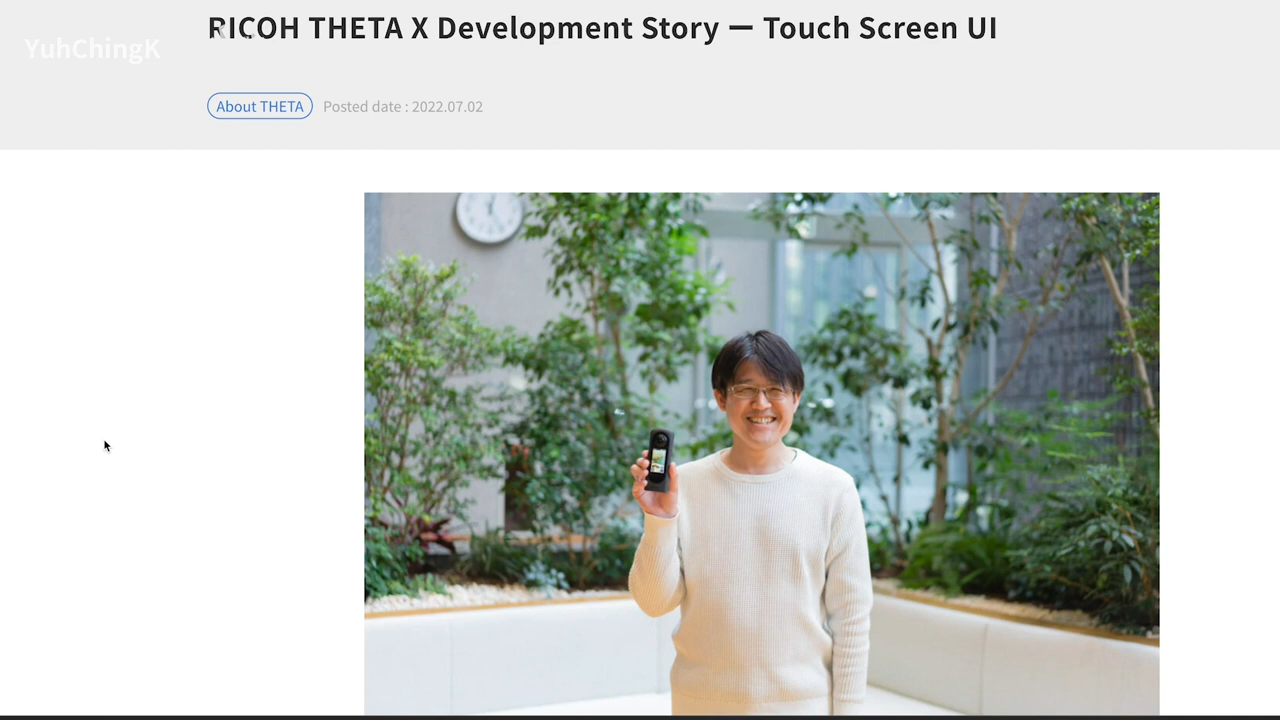 RICOH THETA X Development Story — Touch Screen UI
YuhChingK
About THETA Posted date : 2022.07.02